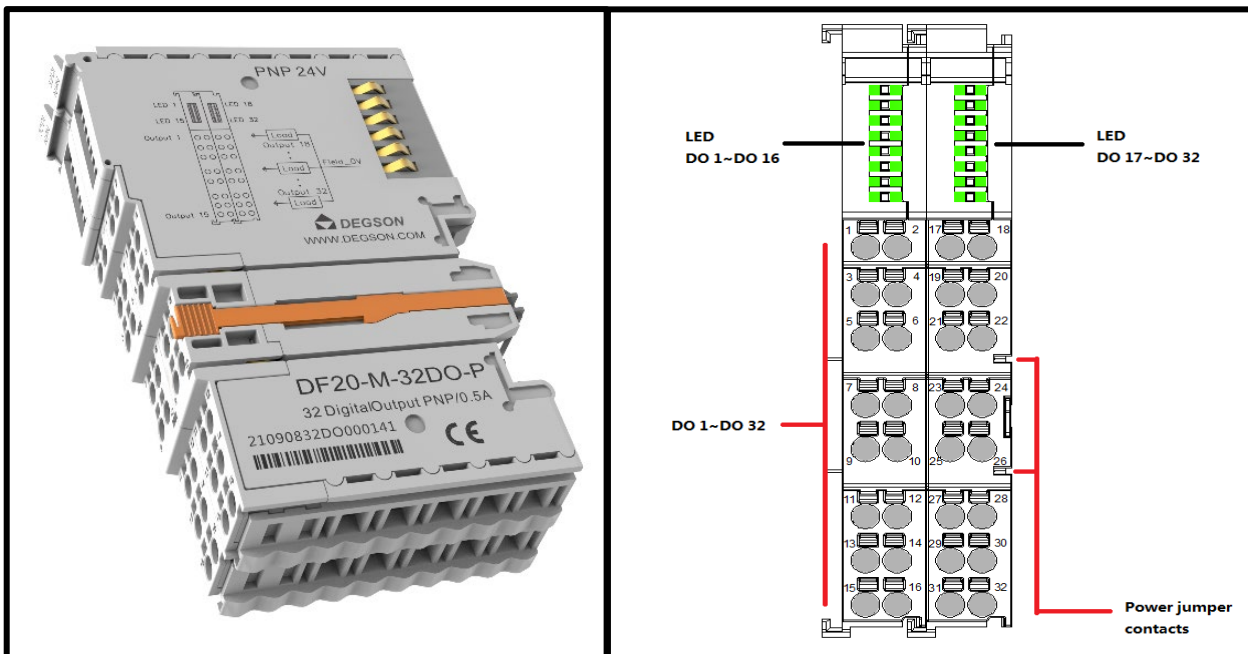 PNP 24V
LED 1
LED 18
LED 15
LED 32
Output 1
Load
Output 18
Load
Field_0V
Output 32
Load
Output 15
DEGSON
WWW.DEGSON.COM
DF20-M-32DO-P
32 DigitalOutput PNP/0.5A
21090832DO000141
CE
LED
DO 1~DO 16
LED
DO 17~DO 32
1 2 17 18
3 4 19 20
5 6 21 22
7 8 23 24
9 10 25 26
11 12 27 28
13 14 29 30
15 16 31 32
DO 1~DO 32
Power jumper
contacts